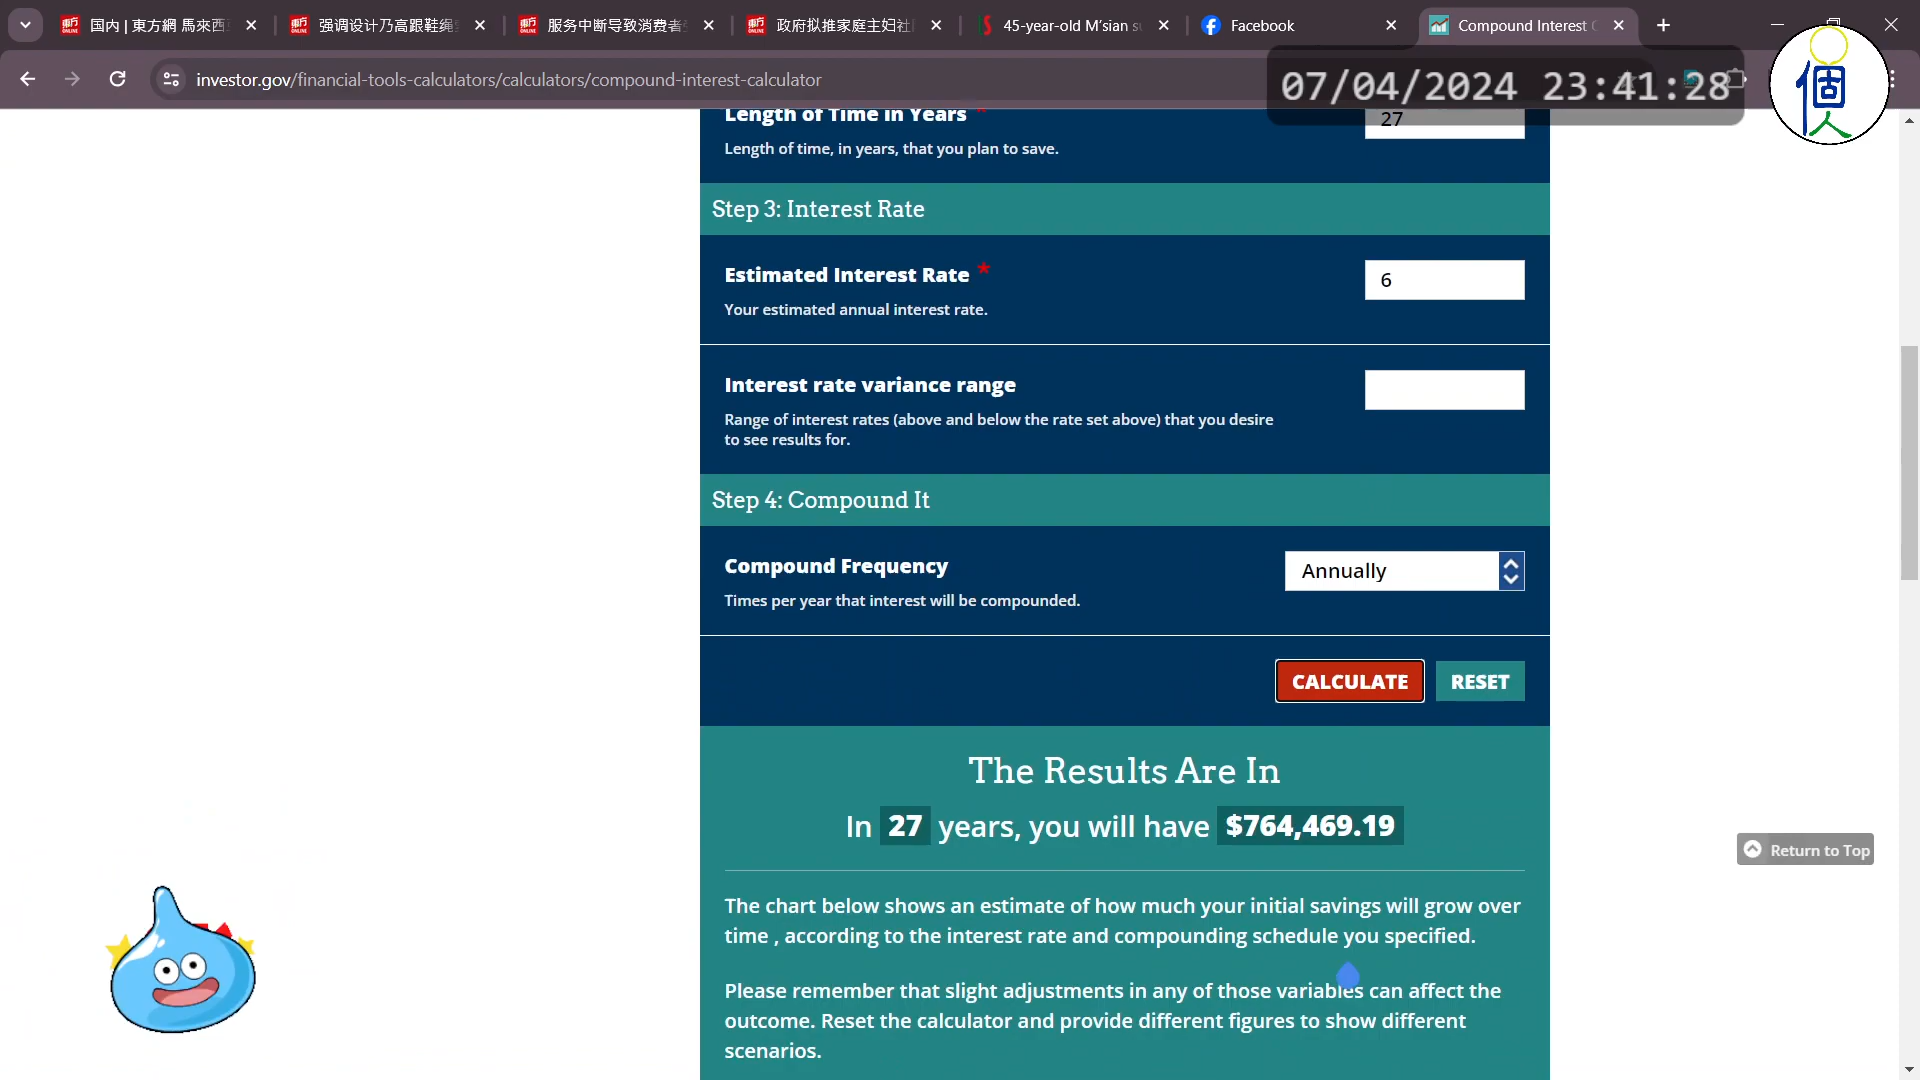 国内 | 東方網 馬來西
强调设计乃高跟鞋绳
服务中断导致消费者
政府拟推家庭主妇社
45-year-old M'sian s
Facebook
Compound Interest C
investor.gov/financial-tools-calculators/calculators/compound-interest-calculator
07/04/2024 23:41:28
個人
Length of Time in Years *
27
Length of time, in years, that you plan to save.
Step 3: Interest Rate
Estimated Interest Rate *
6
Your estimated annual interest rate.
Interest rate variance range
Range of interest rates (above and below the rate set above) that you desire
to see results for.
Step 4: Compound It
Compound Frequency
Annually
Times per year that interest will be compounded.
CALCULATE RESET
The Results Are In
In 27 years, you will have $764,469.19
Return to Top
The chart below shows an estimate of how much your initial savings will grow over
time , according to the interest rate and compounding schedule you specified.
Please remember that slight adjustments in any of those variables can affect the
outcome. Reset the calculator and provide different figures to show different
scenarios.